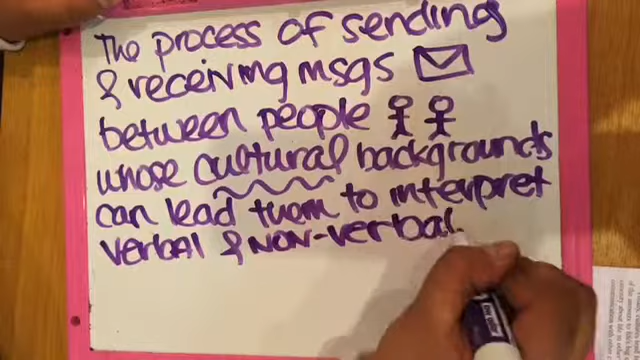 The process of sending
& receiving msgs
between people
whose cultural backgrounds
can lead them to interpret
verbal & non-verbal